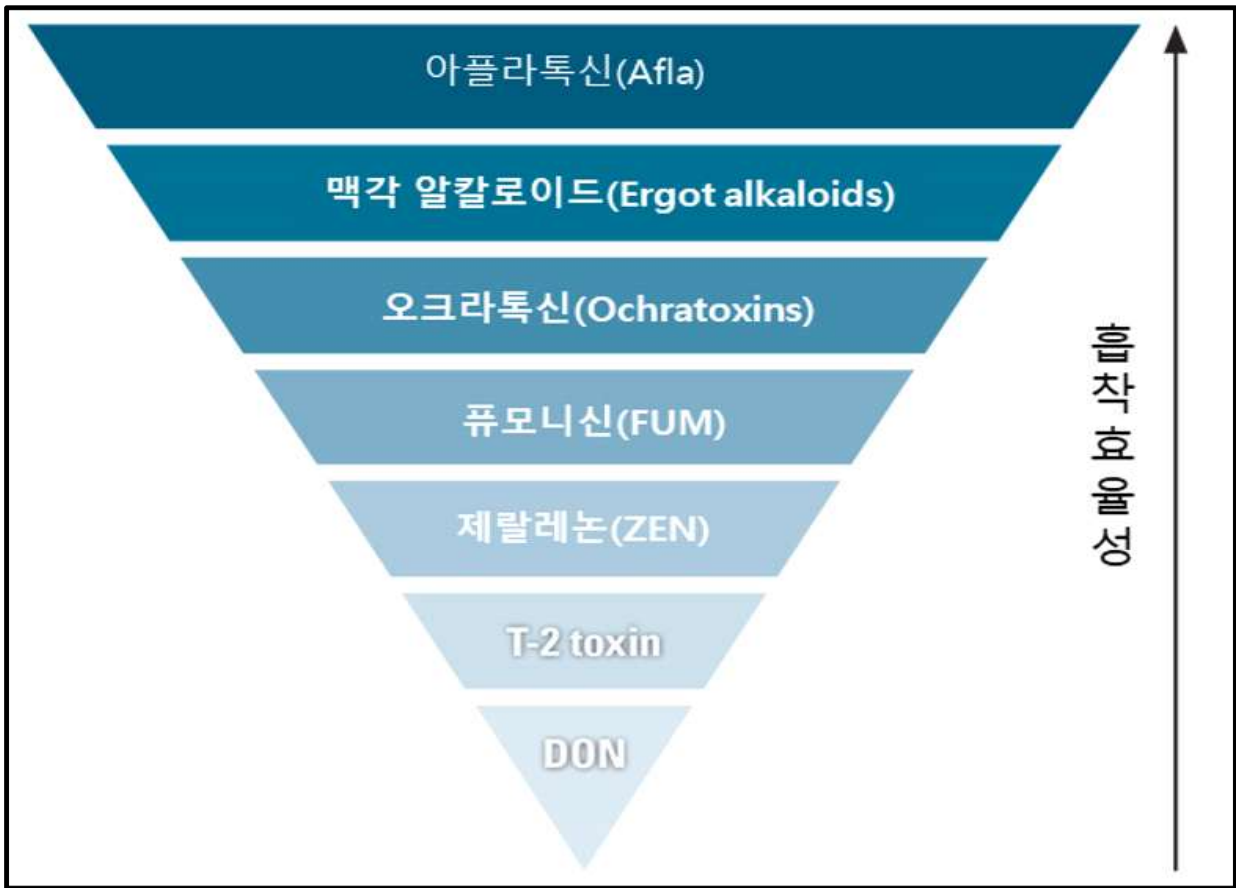 아플라톡신(Afla)
맥각 알칼로이드(Ergot alkaloids)
오크라톡신(Ochratoxins)
퓨모니신(FUM)
제랄레논(ZEN)
T-2 toxin
DON
흡착효율성